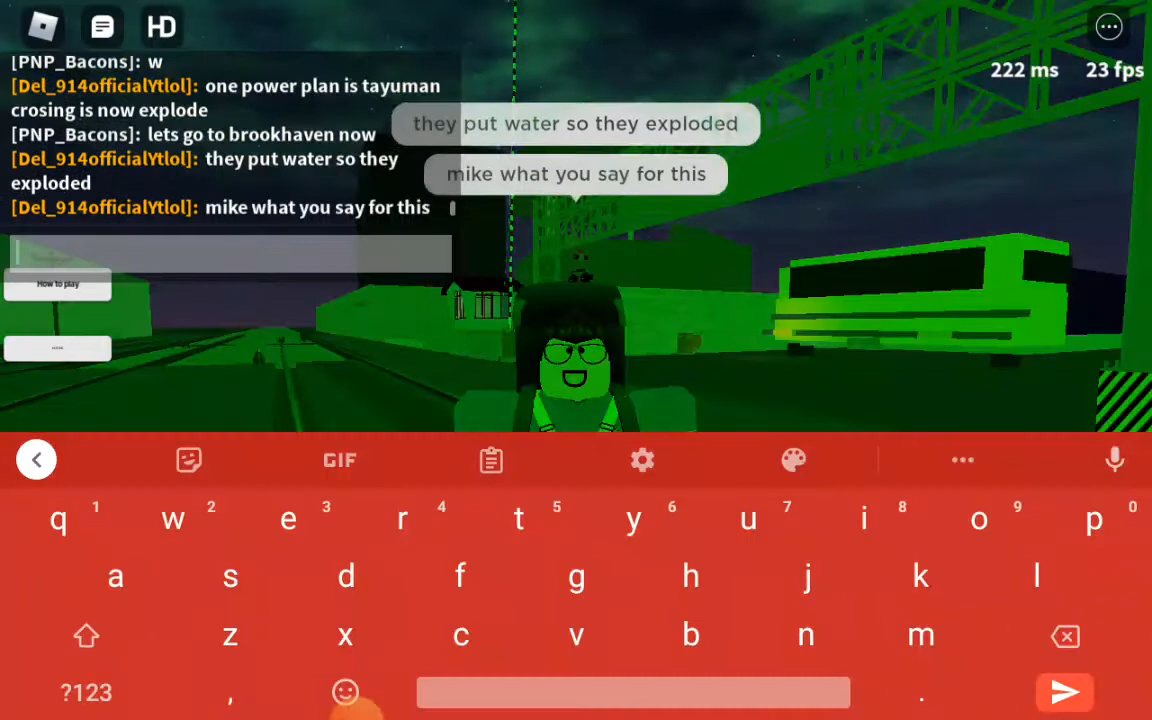 HD
222 ms 23 fps
[PNP_Bacons]: w
[Del_914officialYtlol]: one power plan is tayuman
crosing is now explode
[PNP_Bacons]: lets go to brookhaven now
[Del_914officialYtlol]: they put water so they
exploded
[Del_914officialYtlol]: mike what you say for this
they put water so they exploded
mike what you say for this
How to play
GIF
q 1 w 2 e 3 r 4 t 5 y 6 u 7 i 8 o 9 p 0
a s d f g h j k l
z x c v b n m
?123 , .